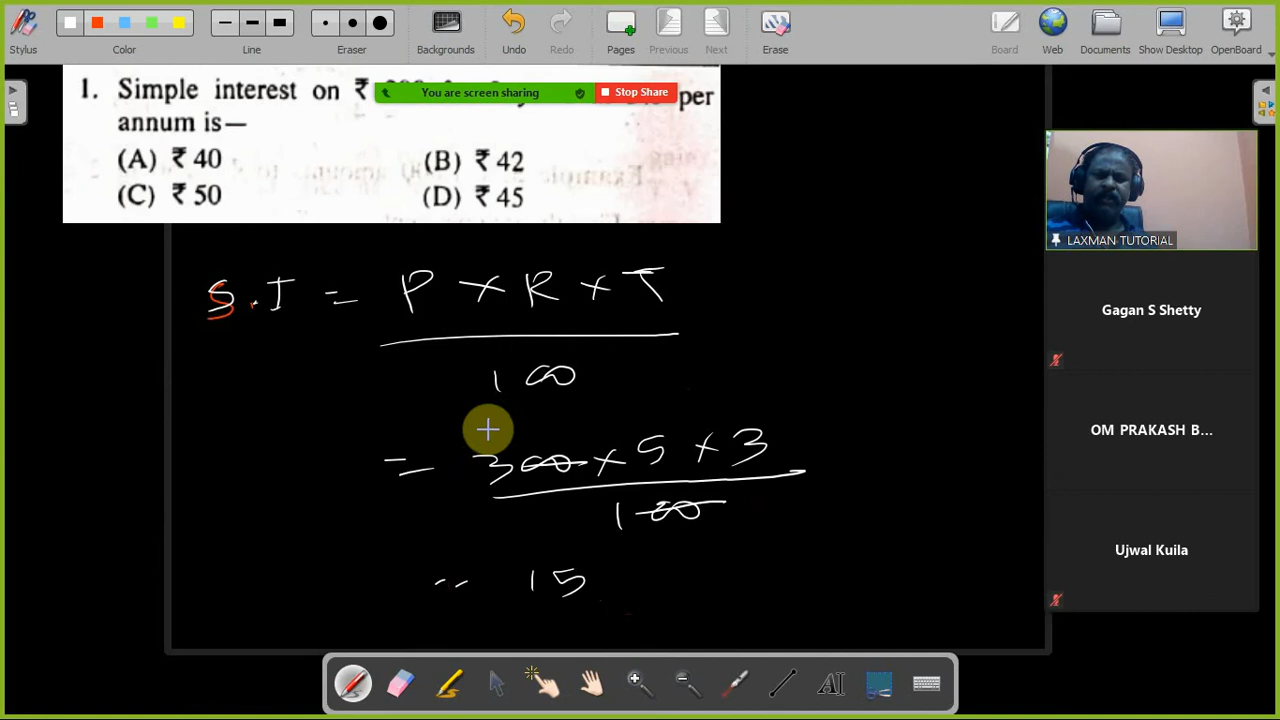 Stylus
Color
Line
Eraser
Backgrounds
Undo
Redo
Pages
Previous
Next
Erase
Board
Web
Documents
Show Desktop
OpenBoard
1. Simple interest on ₹ per
You are screen sharing
Stop Share
annum is—
(A) ₹ 40 (B) ₹ 42
(C) ₹ 50 (D) ₹ 45
S.I = P × R × T
100
= 300 × 5 × 3
100
= 15
LAXMAN TUTORIAL
Gagan S Shetty
OM PRAKASH B...
Ujwal Kuila
AI